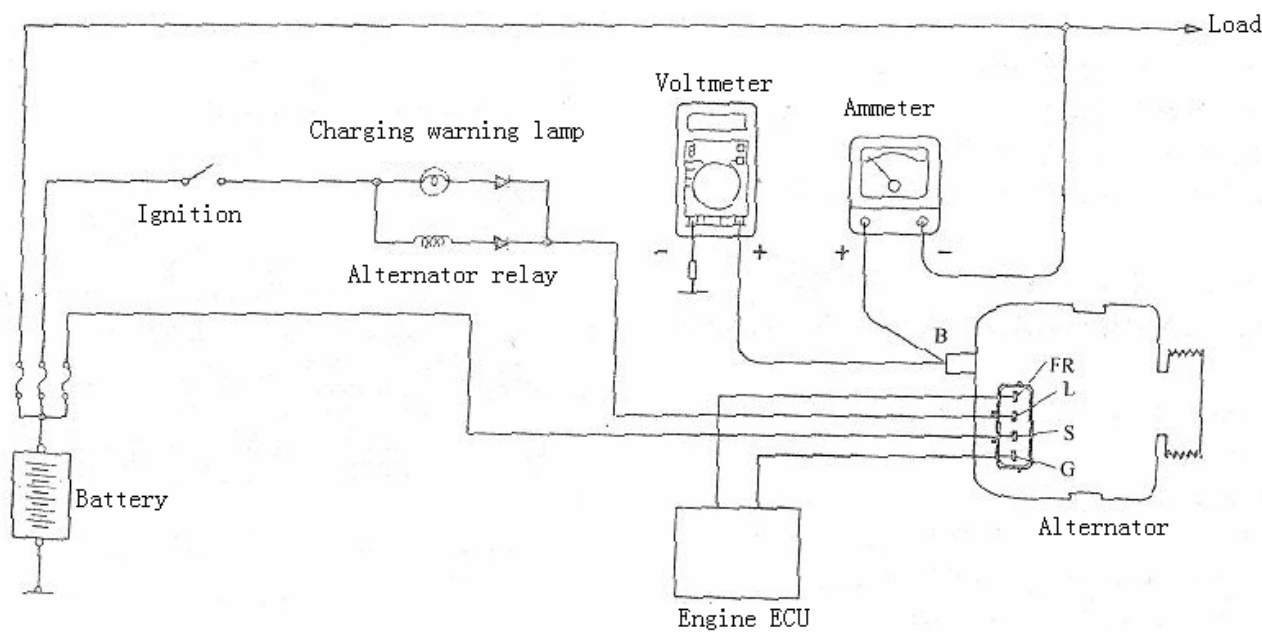 Load
Voltmeter
Ammeter
Charging warning lamp
Ignition
Alternator relay
- +
+ -
B
FR
L
S
G
Battery
Alternator
Engine ECU